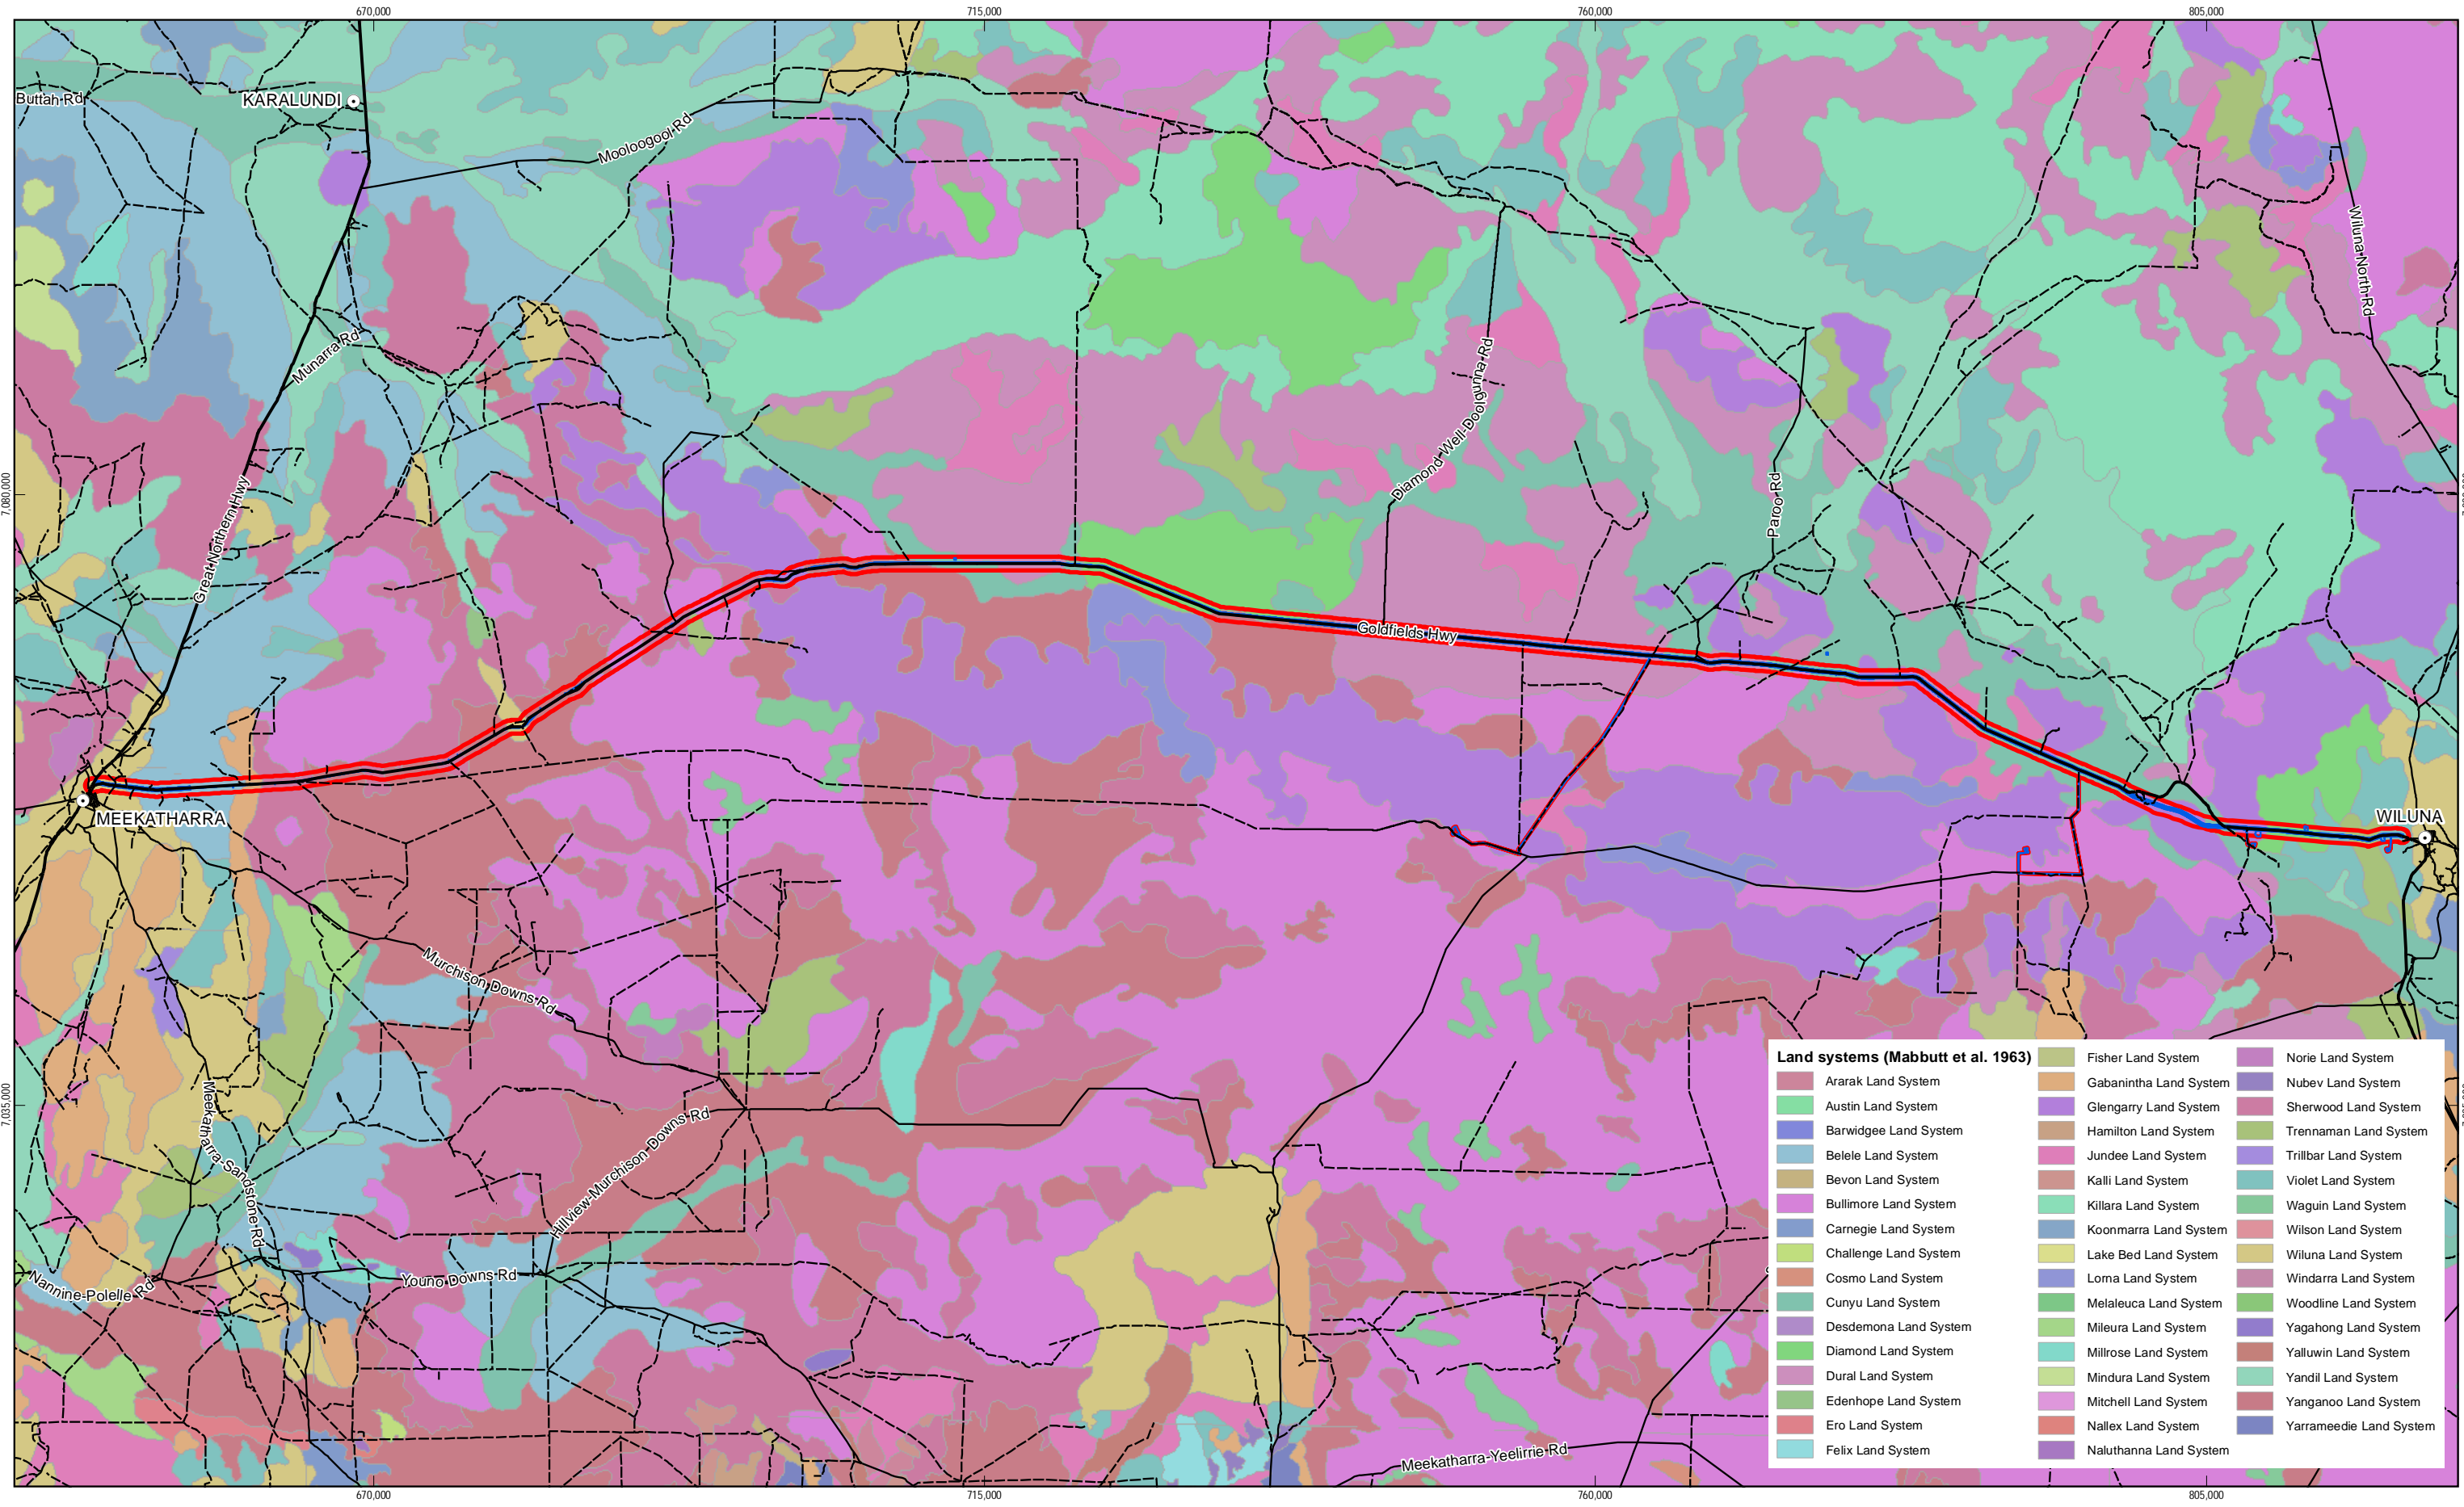 670,000
715,000
760,000
805,000
Buttah Rd
KARALUNDI
Mooloogool Rd
Wiluna North Rd
Munarra Rd
Diamond Well-Doolgunna Rd
7,080,000
Great Northern Hwy
Paroo Rd
Goldfields Hwy
MEEKATHARRA
WILUNA
Murchison Downs Rd
7,035,000
Meekatharra-Sandstone Rd
Hillview-Murchison Downs Rd
Nannine-Polelle Rd
Youno Downs Rd
Meekatharra-Yeelirrie Rd
Land systems (Mabbutt et al. 1963)
Ararak Land System
Austin Land System
Barwidgee Land System
Belele Land System
Bevon Land System
Bullimore Land System
Carnegie Land System
Challenge Land System
Cosmo Land System
Cunyu Land System
Desdemona Land System
Diamond Land System
Dural Land System
Edenhope Land System
Ero Land System
Felix Land System
Fisher Land System
Gabanintha Land System
Glengarry Land System
Hamilton Land System
Jundee Land System
Kalli Land System
Killara Land System
Koonmarra Land System
Lake Bed Land System
Lorna Land System
Melaleuca Land System
Mileura Land System
Millrose Land System
Mindura Land System
Mitchell Land System
Nallex Land System
Naluthanna Land System
Norie Land System
Nubev Land System
Sherwood Land System
Trennaman Land System
Trillbar Land System
Violet Land System
Waguin Land System
Wilson Land System
Wiluna Land System
Windarra Land System
Woodline Land System
Yagahong Land System
Yalluwin Land System
Yandil Land System
Yanganoo Land System
Yarrameedie Land System
670,000
715,000
760,000
805,000